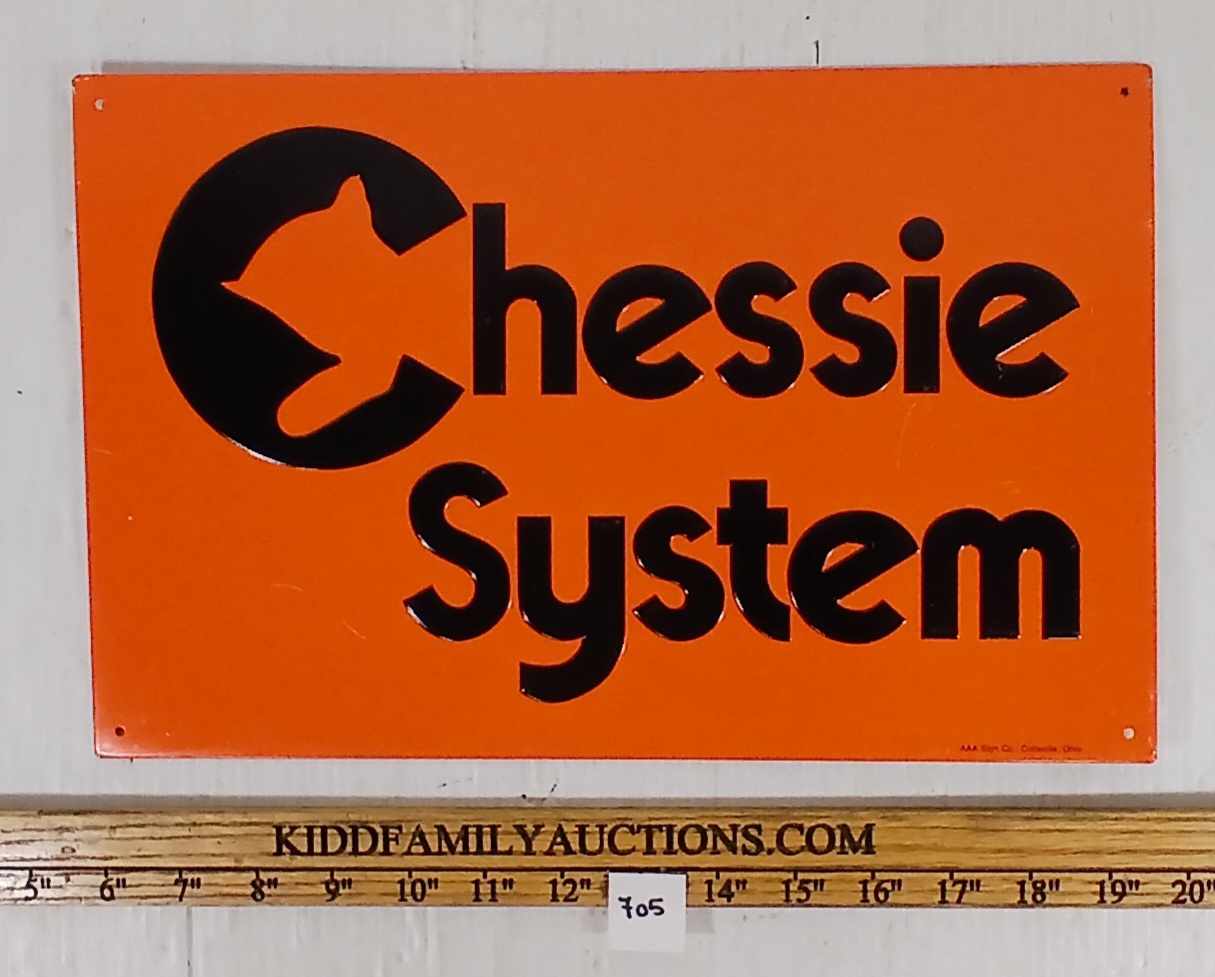 Chessie
System
AAA Sign Co., Coitsville, Ohio
KIDDFAMILYAUCTIONS.COM
5" 6" 7" 8" 9" 10" 11" 12" 14" 15" 16" 17" 18" 19" 20"
705